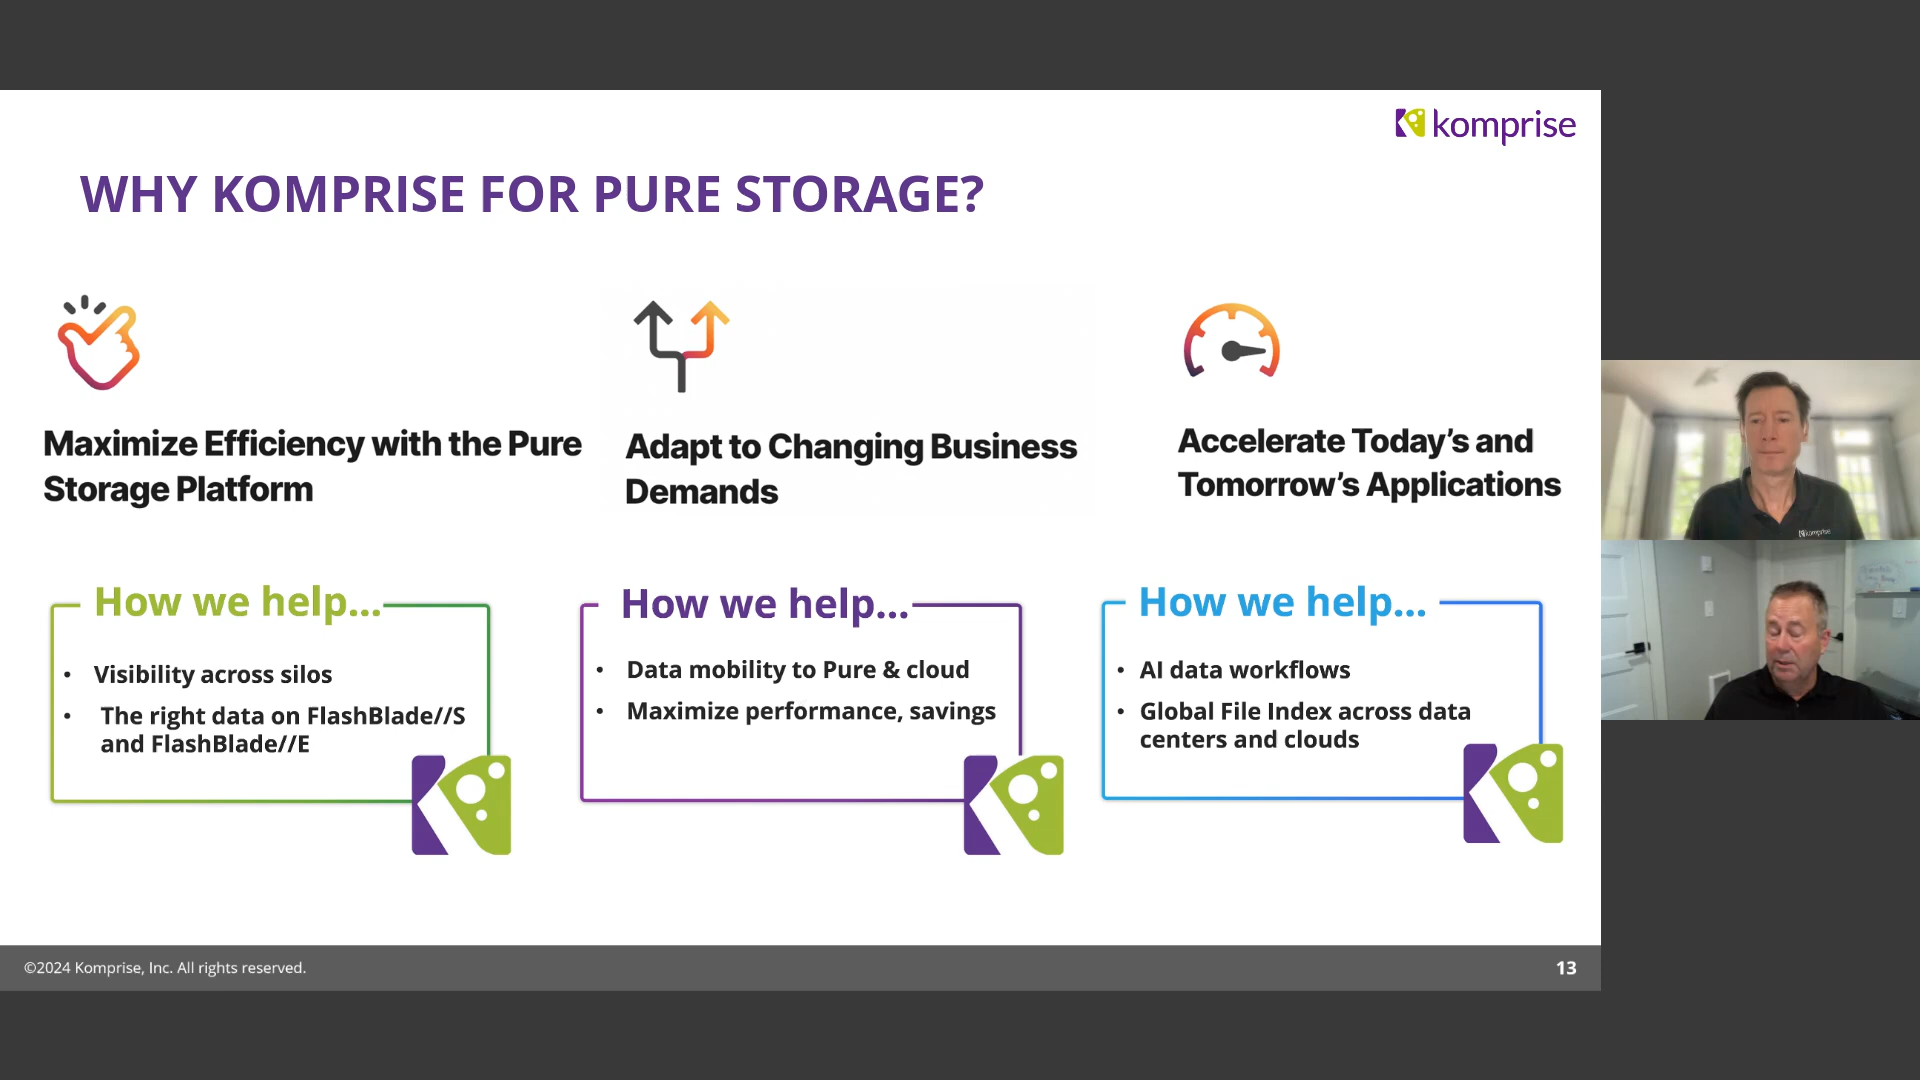 komprise
WHY KOMPRISE FOR PURE STORAGE?
Maximize Efficiency with the Pure
Storage Platform
Adapt to Changing Business
Demands
Accelerate Today’s and
Tomorrow’s Applications
How we help...
• Visibility across silos
• The right data on FlashBlade//S
and FlashBlade//E
How we help...
• Data mobility to Pure & cloud
• Maximize performance, savings
How we help...
• AI data workflows
• Global File Index across data
centers and clouds
©2024 Komprise, Inc. All rights reserved.
13
komprise